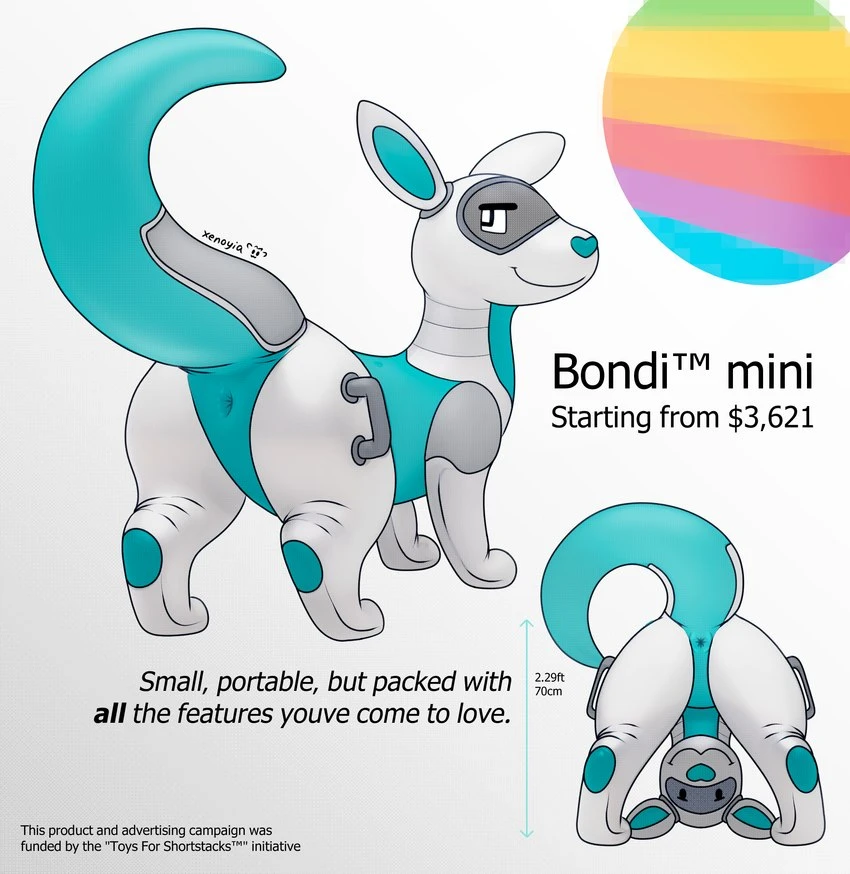 xenoyia
Bondi™ mini
Starting from $3,621
Small, portable, but packed with
all the features youve come to love.
2.29ft
70cm
This product and advertising campaign was
funded by the "Toys For Shortstacks™" initiative